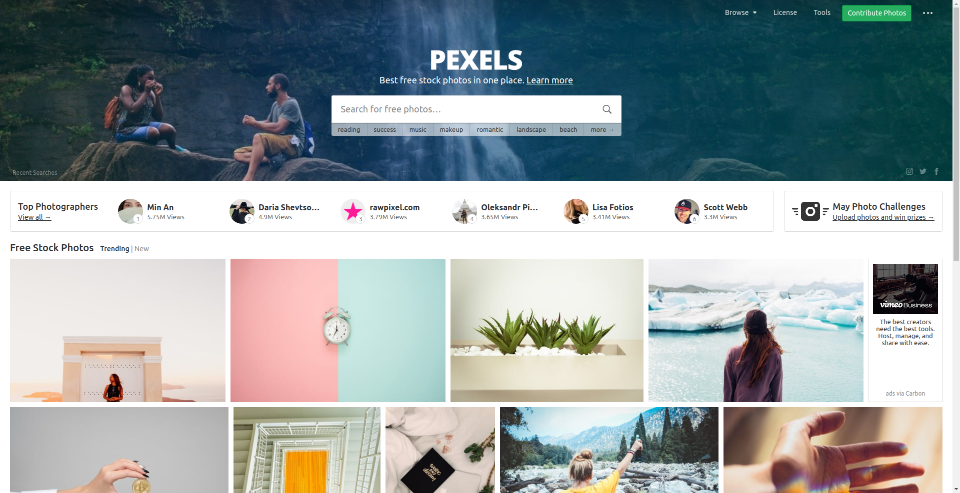 Browse
License
Tools
Contribute Photos
PEXELS
Best free stock photos in one place. Learn more
Search for free photos...
reading success music makeup romantic landscape beach more →
Recent Searches
Top Photographers
View all →
Min An
5.75M Views
Daria Shevtso...
4.9M Views
rawpixel.com
3.79M Views
Oleksandr Pi...
3.65M Views
Lisa Fotios
3.41M Views
Scott Webb
3.3M Views
May Photo Challenges
Upload photos and win prizes →
Free Stock Photos Trending | New
vimeo Business
The best creators
need the best tools.
Host, manage, and
share with ease.
ads via Carbon